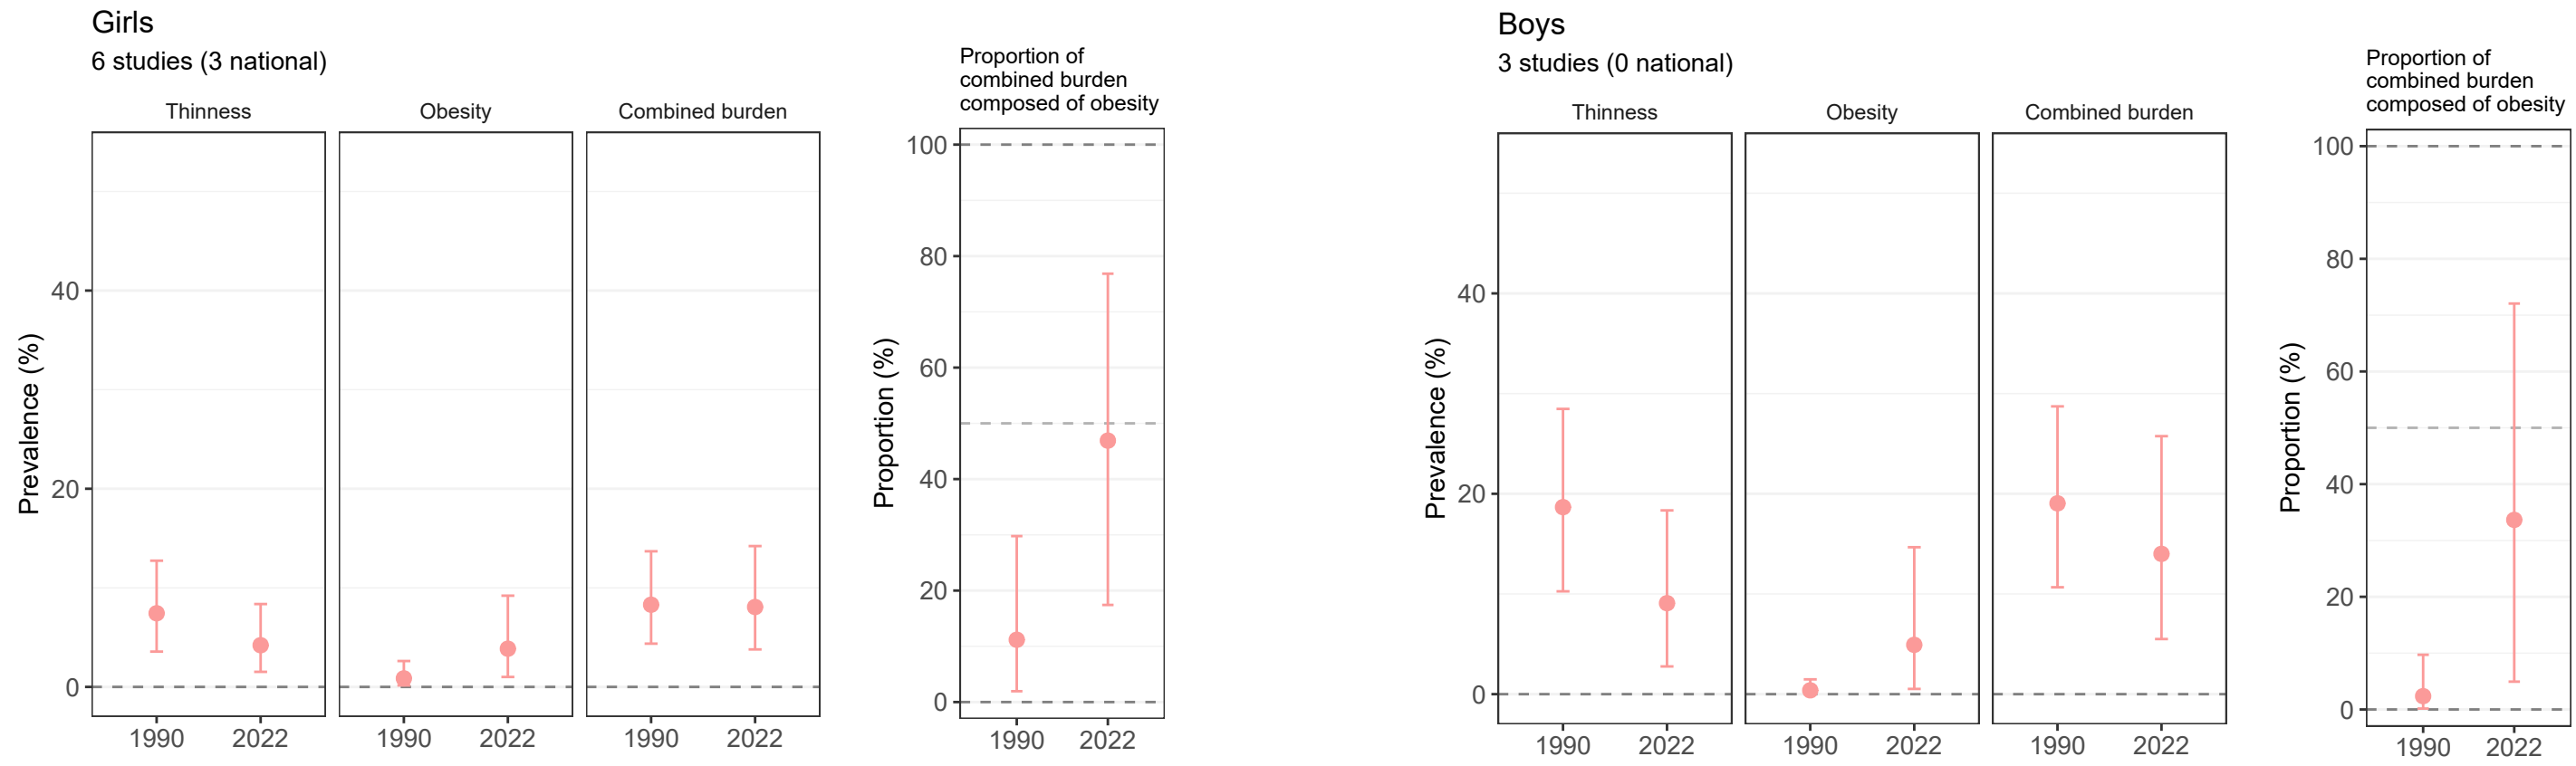 Girls
6 studies (3 national)
Thinness
Obesity
Combined burden
Prevalence (%)
40
20
0
1990
2022
1990
2022
1990
2022
Proportion of
combined burden
composed of obesity
Proportion (%)
100
80
60
40
20
0
1990
2022
Boys
3 studies (0 national)
Thinness
Obesity
Combined burden
Prevalence (%)
40
20
0
1990
2022
1990
2022
1990
2022
Proportion of
combined burden
composed of obesity
Proportion (%)
100
80
60
40
20
0
1990
2022